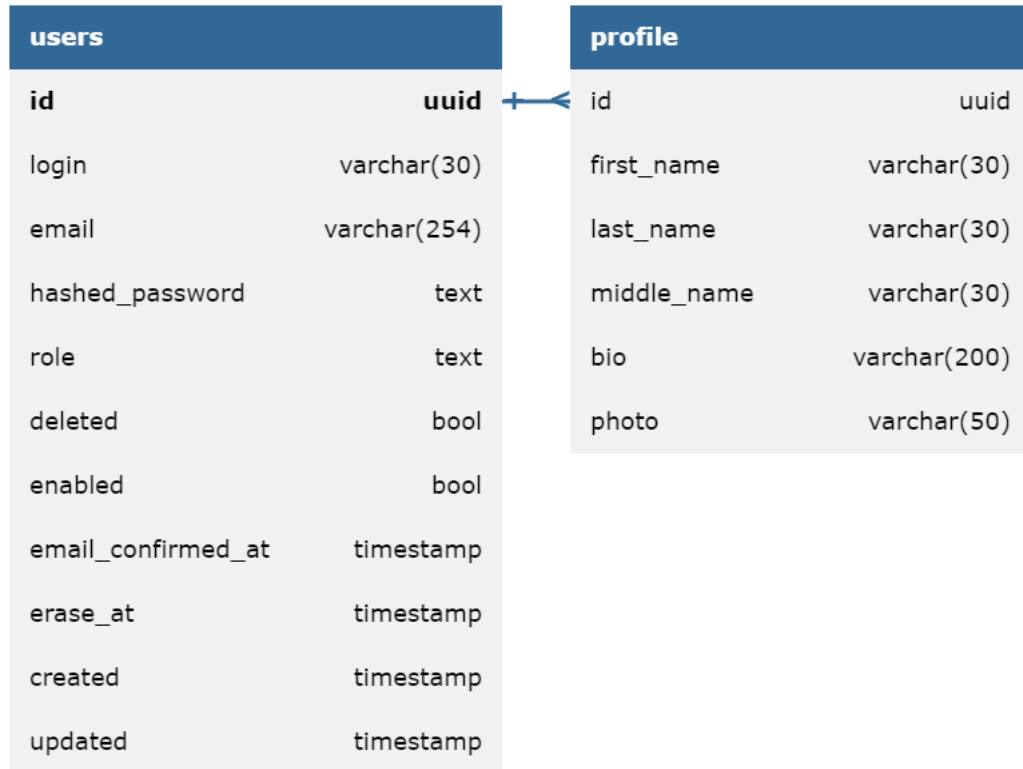 users
id uuid
login varchar(30)
email varchar(254)
hashed_password text
role text
deleted bool
enabled bool
email_confirmed_at timestamp
erase_at timestamp
created timestamp
updated timestamp
profile
id uuid
first_name varchar(30)
last_name varchar(30)
middle_name varchar(30)
bio varchar(200)
photo varchar(50)